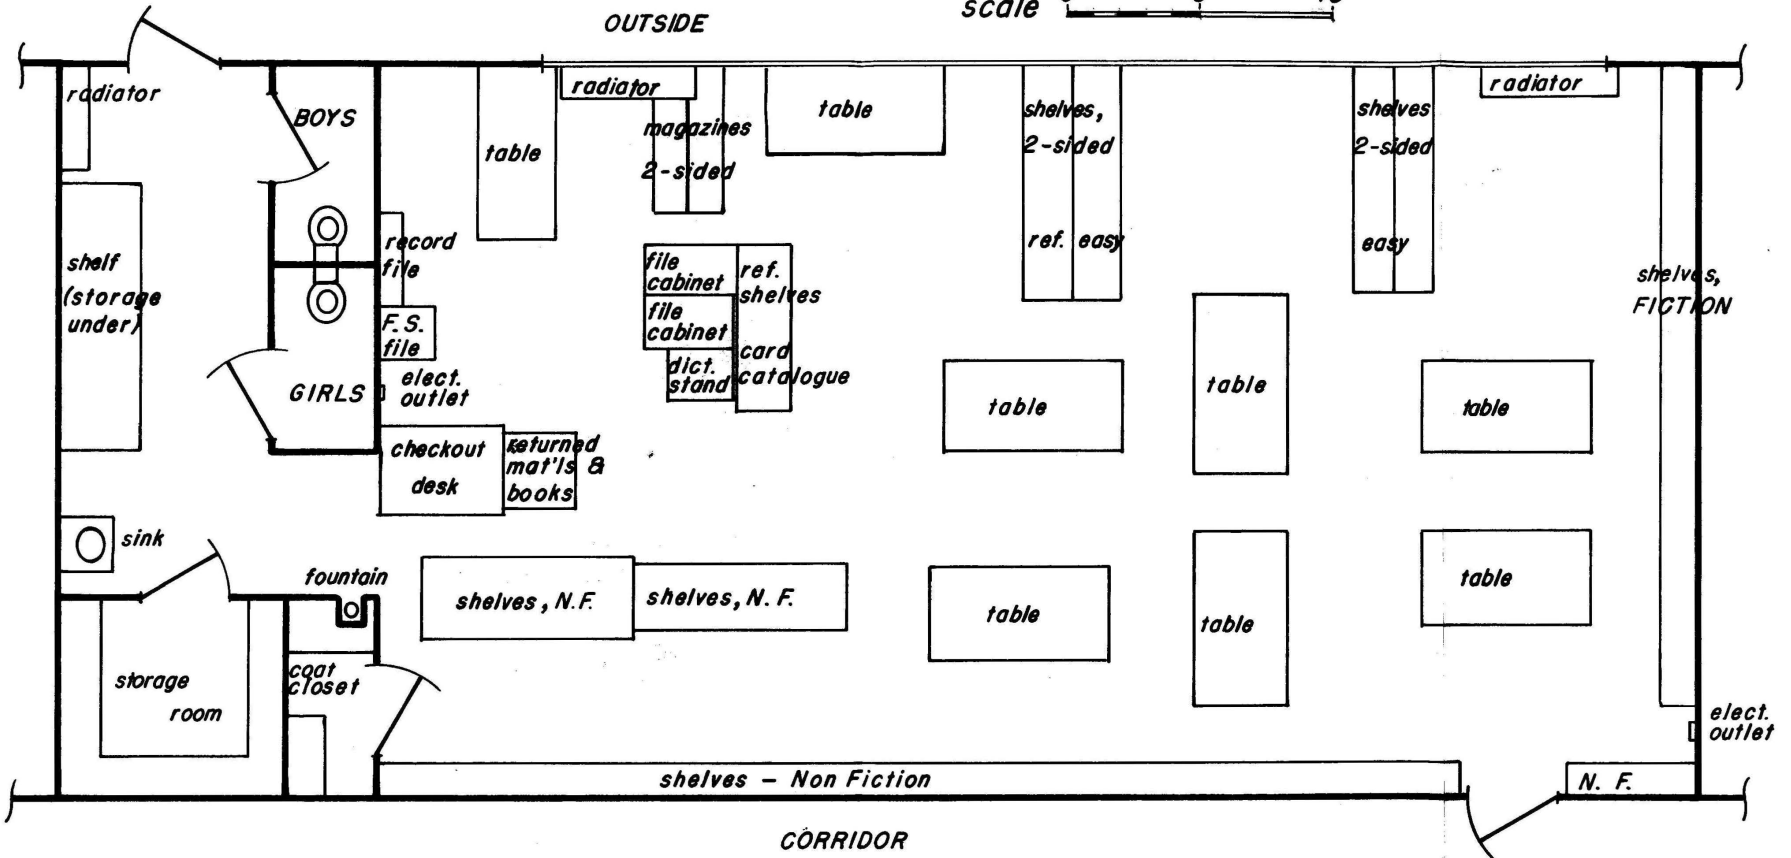 OUTSIDE
scale
radiator
BOYS
table
radiator
magazines
2-sided
table
shelves,
2-sided
ref. easy
shelves
2-sided
easy
radiator
shelf
(storage
under)
record
file
F.S.
file
elect.
outlet
GIRLS
file
cabinet
file
cabinet
dict.
stand
ref.
shelves
card
catalogue
shelves,
FICTION
table
table
table
checkout
desk
returned
mat'ls &
books
sink
fountain
shelves, N.F.
shelves, N.F.
table
table
table
storage
room
coat
closet
elect.
outlet
shelves – Non Fiction
N. F.
CORRIDOR